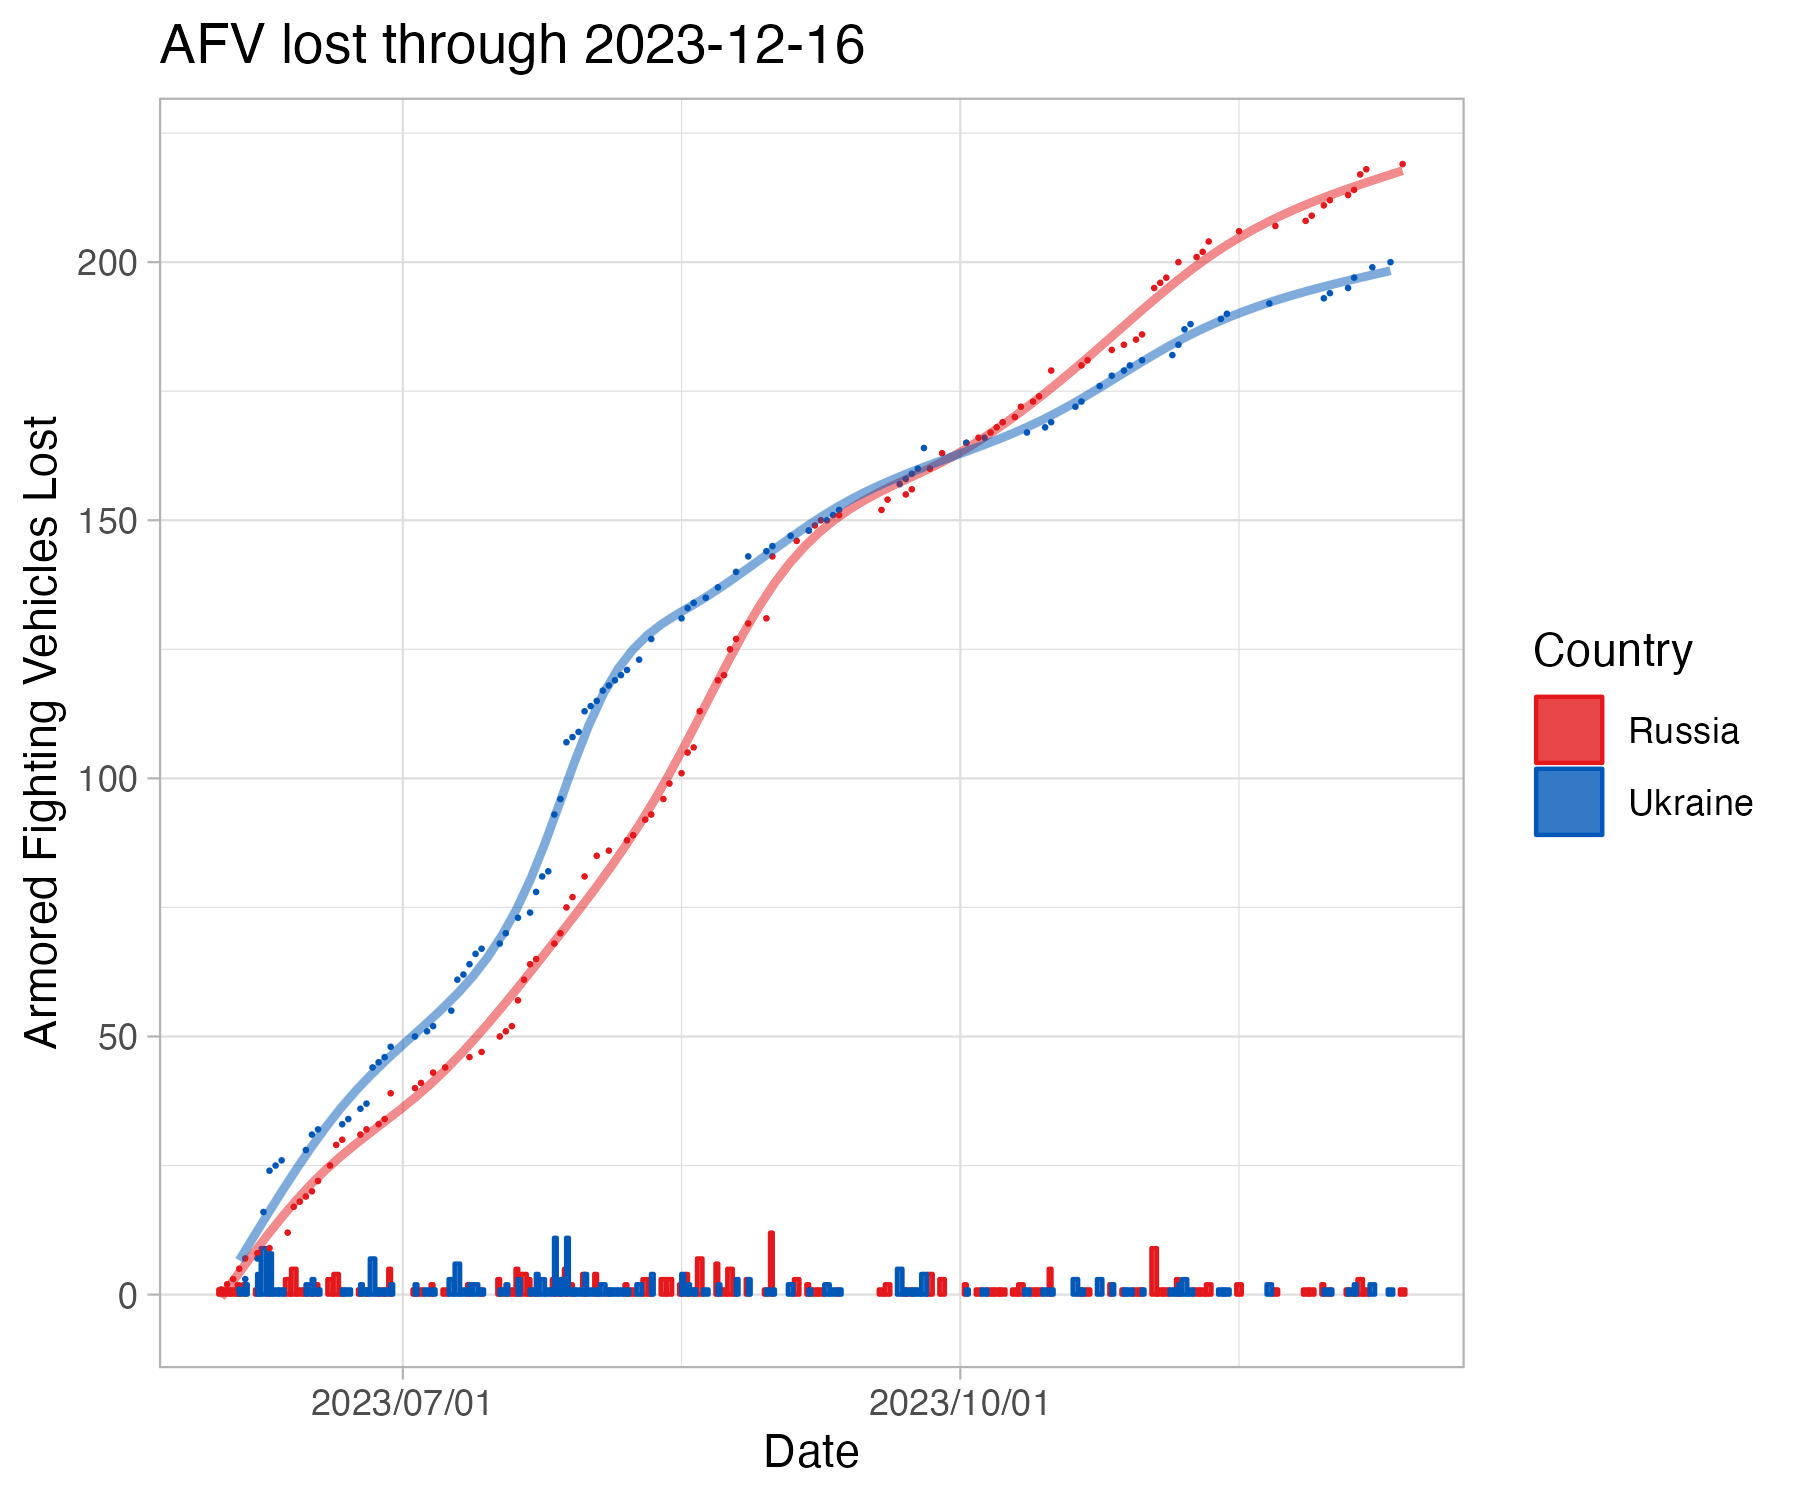 AFV lost through 2023-12-16
Armored Fighting Vehicles Lost
200
150
100
50
0
2023/07/01
2023/10/01
Date
Country
Russia
Ukraine